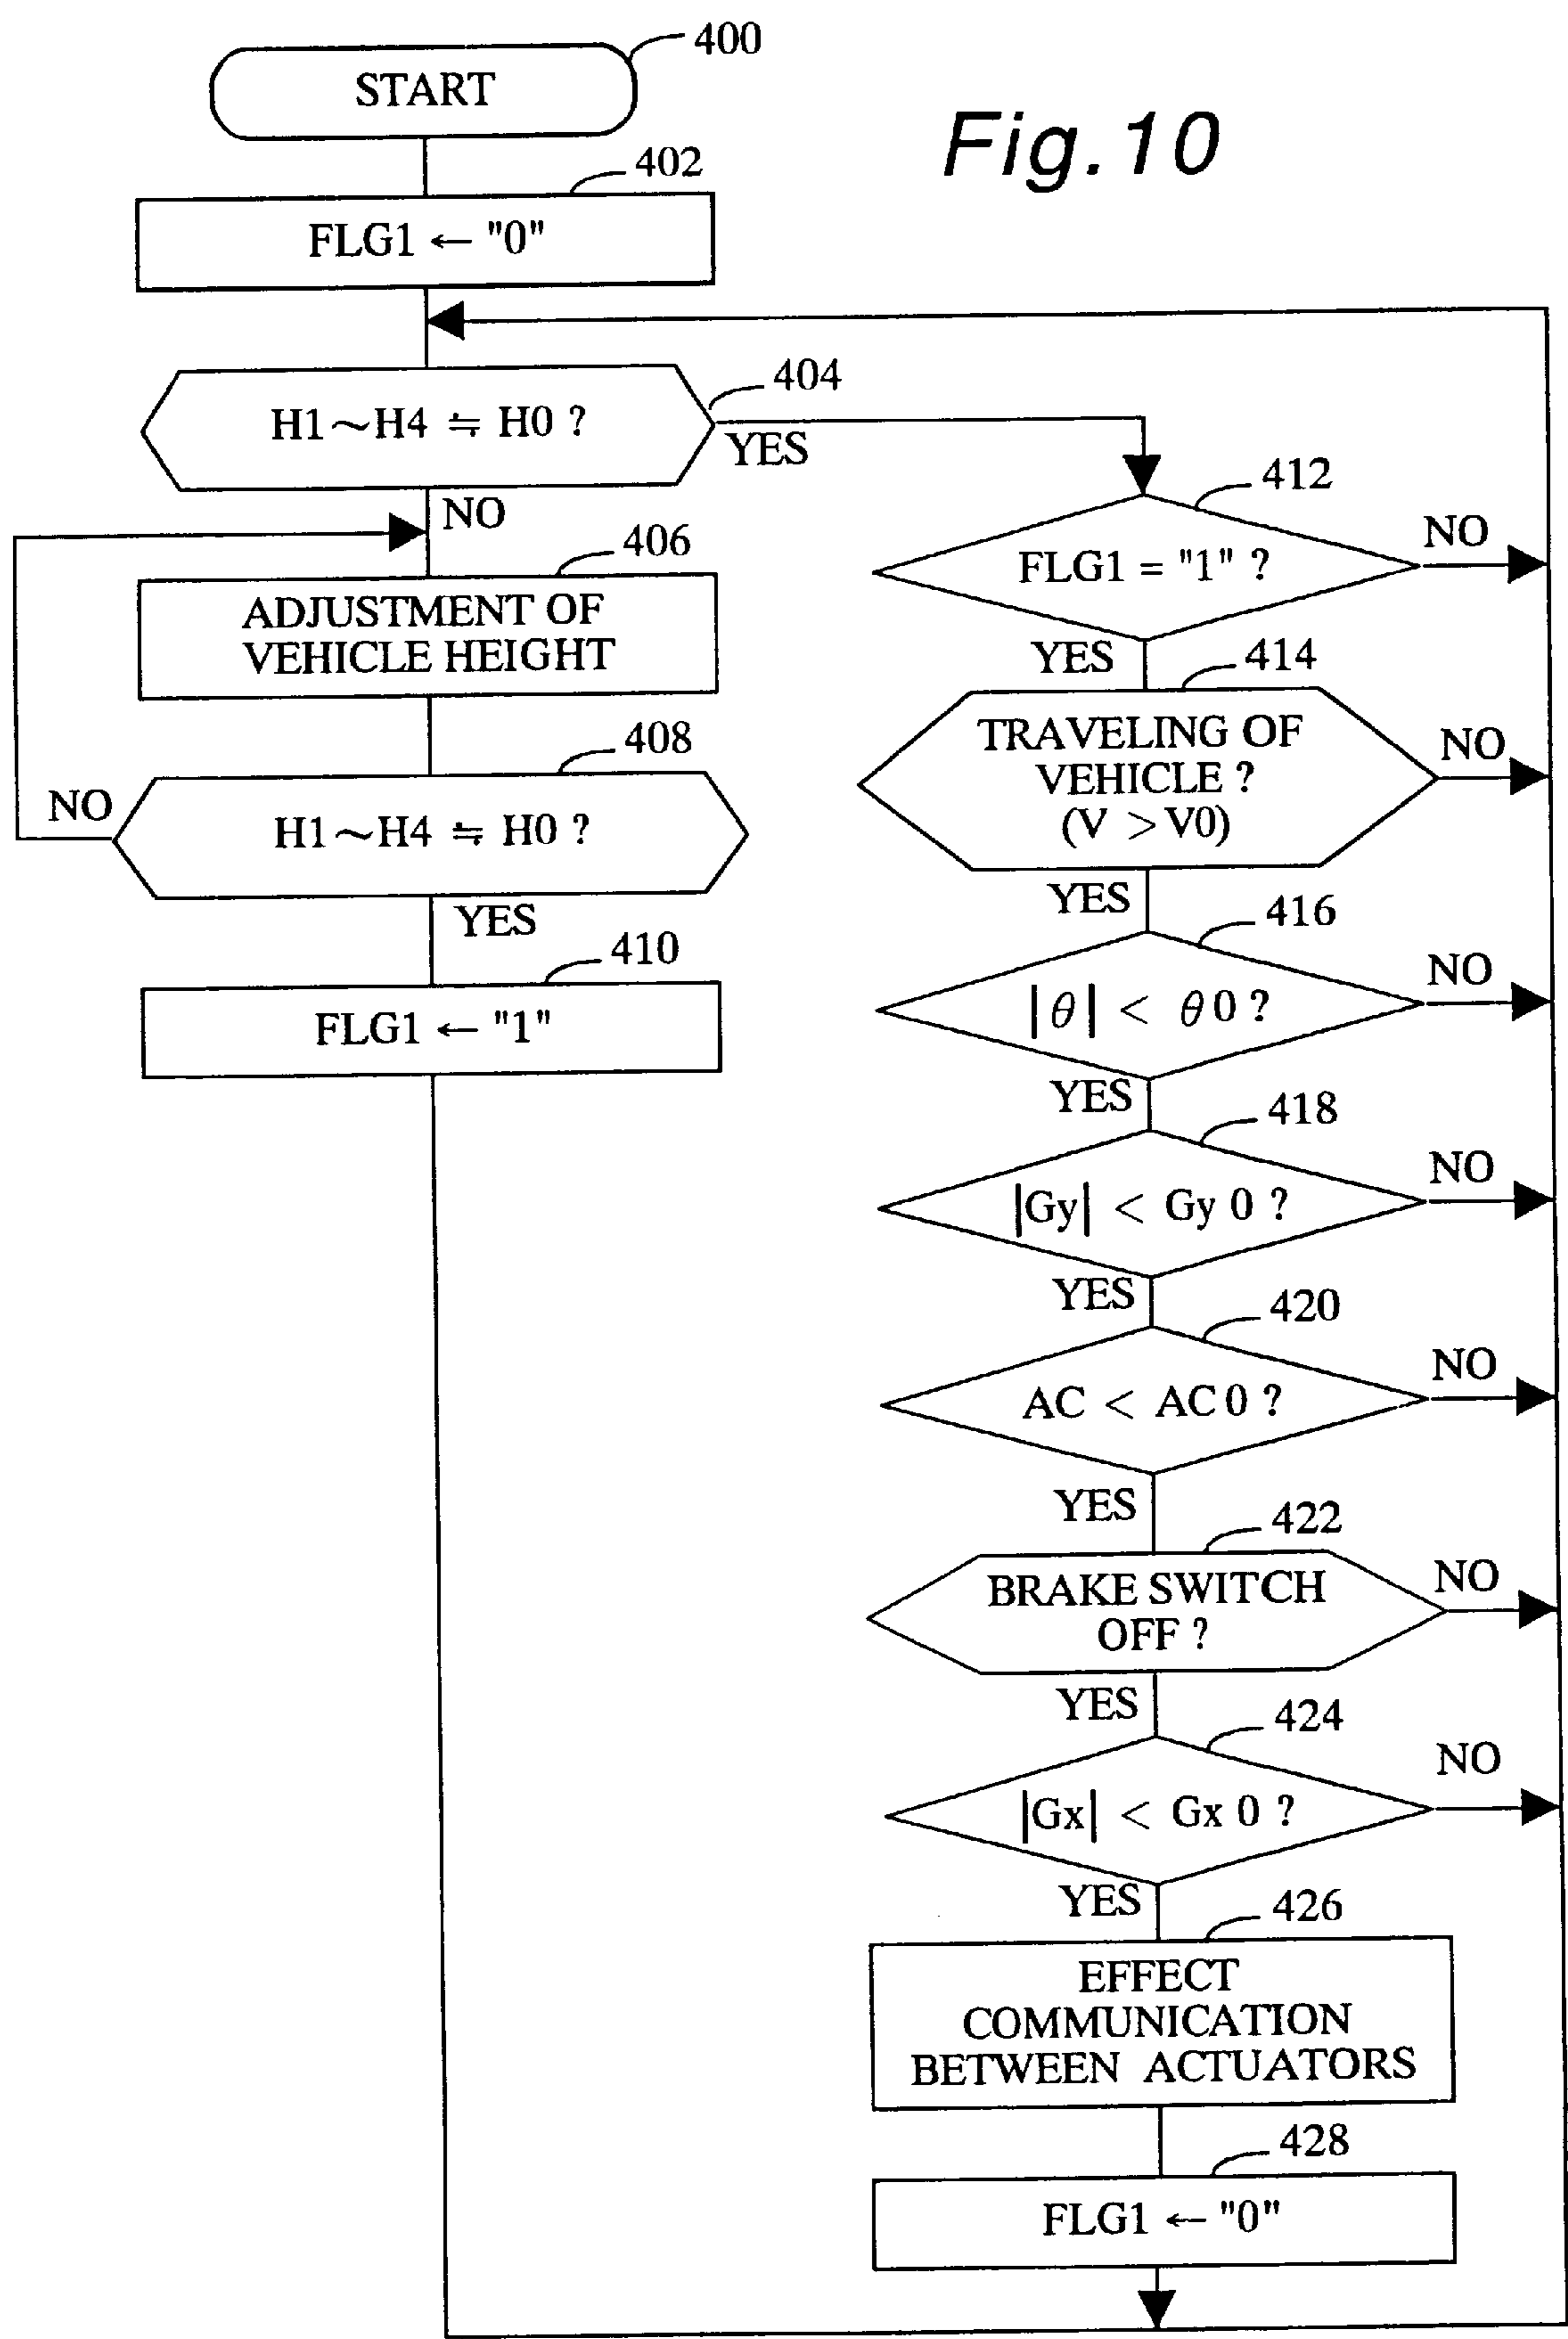 400
START
Fig.10
402
FLG1 ← "0"
404
H1~H4 ≒ H0 ?
YES
NO
412
FLG1 = "1" ?
NO
YES
406
ADJUSTMENT OF
VEHICLE HEIGHT
414
TRAVELING OF
VEHICLE ?
(V > V0)
NO
YES
408
H1~H4 ≒ H0 ?
NO
YES
410
FLG1 ← "1"
416
|θ| < θ0 ?
NO
YES
418
|Gy| < Gy 0 ?
NO
YES
420
AC < AC 0 ?
NO
YES
422
BRAKE SWITCH
OFF ?
NO
YES
424
|Gx| < Gx 0 ?
NO
YES
426
EFFECT
COMMUNICATION
BETWEEN ACTUATORS
428
FLG1 ← "0"